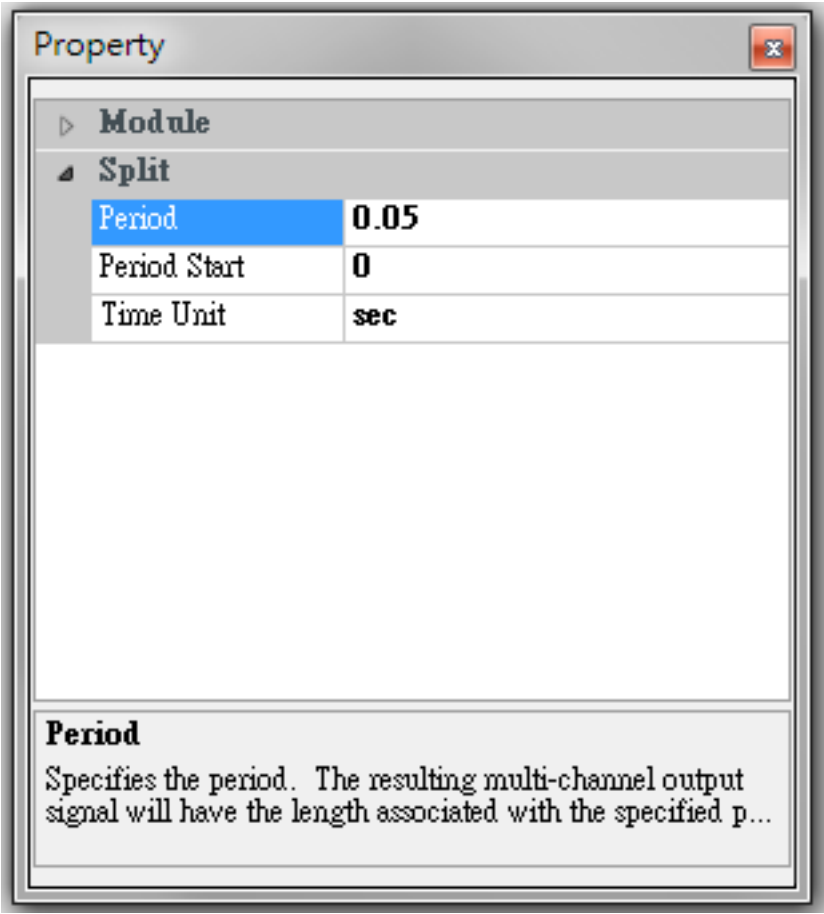 Property
Module
Split
Period 0.05
Period Start 0
Time Unit sec
Period
Specifies the period. The resulting multi-channel output
signal will have the length associated with the specified p...